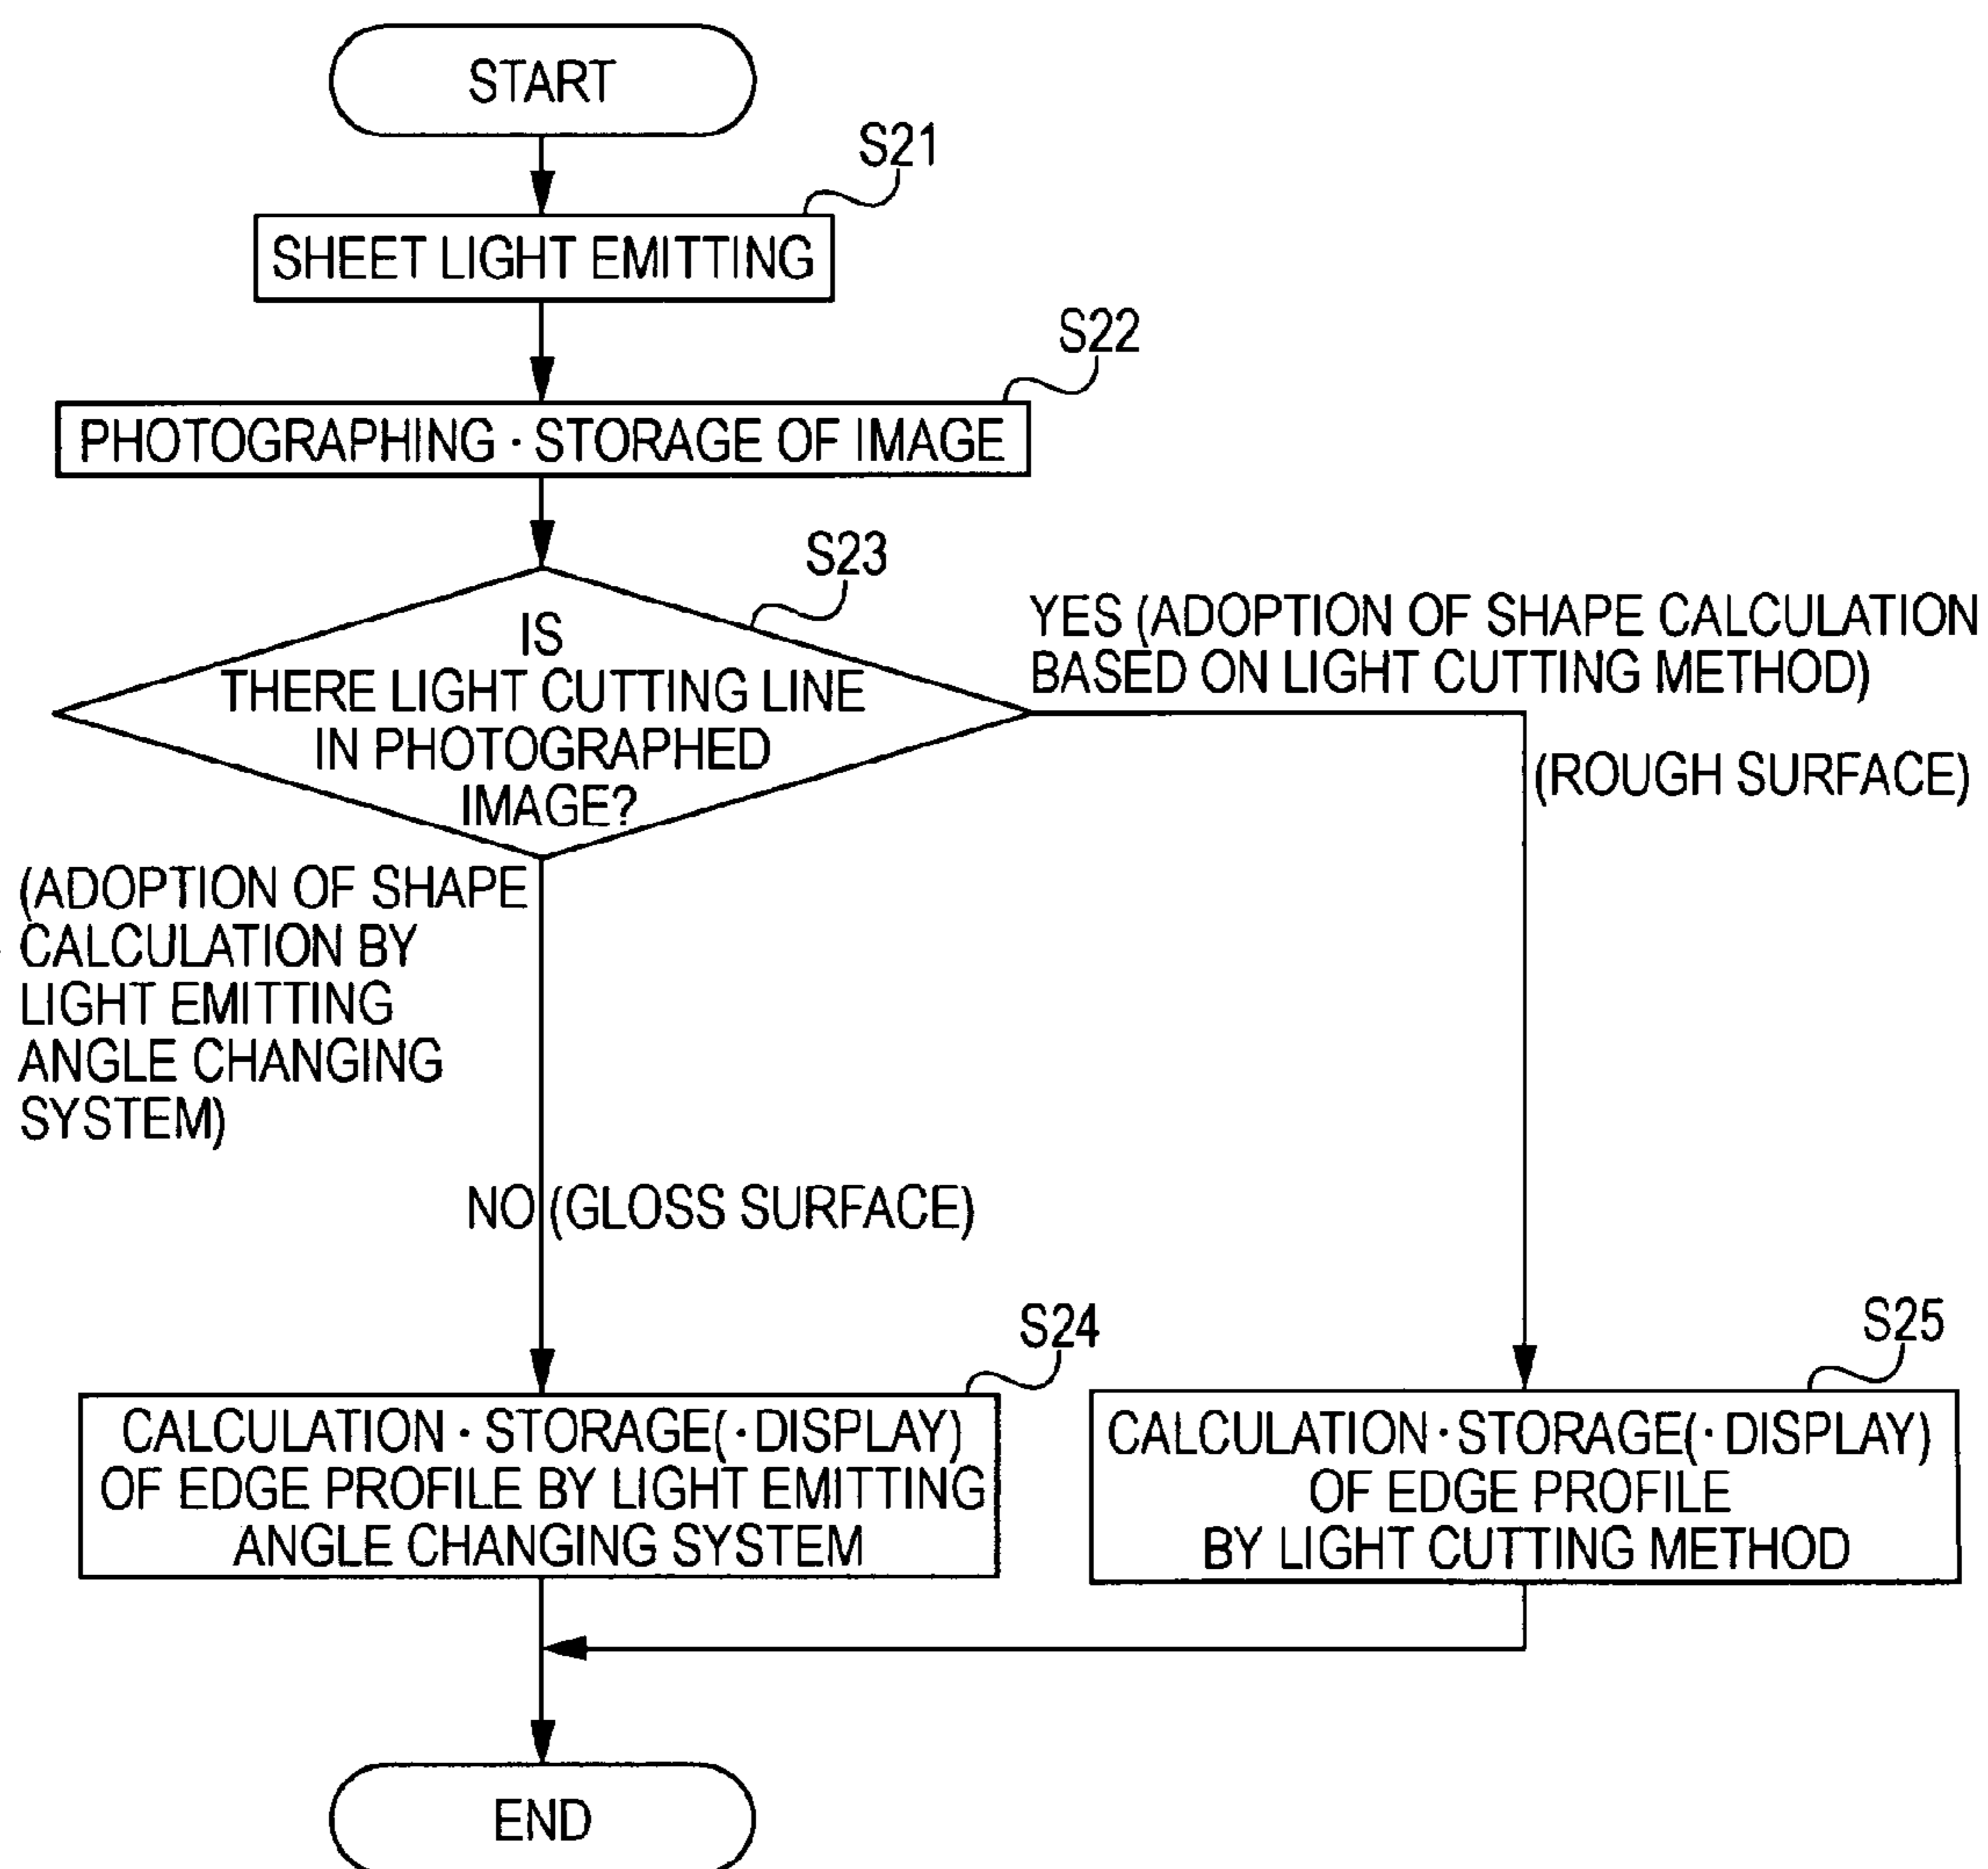 START
S21
SHEET LIGHT EMITTING
S22
PHOTOGRAPHING · STORAGE OF IMAGE
S23
IS
THERE LIGHT CUTTING LINE
IN PHOTOGRAPHED
IMAGE?
YES (ADOPTION OF SHAPE CALCULATION
BASED ON LIGHT CUTTING METHOD)
(ROUGH SURFACE)
(ADOPTION OF SHAPE
CALCULATION BY
LIGHT EMITTING
ANGLE CHANGING
SYSTEM)
NO (GLOSS SURFACE)
S24
CALCULATION · STORAGE( · DISPLAY)
OF EDGE PROFILE BY LIGHT EMITTING
ANGLE CHANGING SYSTEM
S25
CALCULATION · STORAGE( · DISPLAY)
OF EDGE PROFILE
BY LIGHT CUTTING METHOD
END